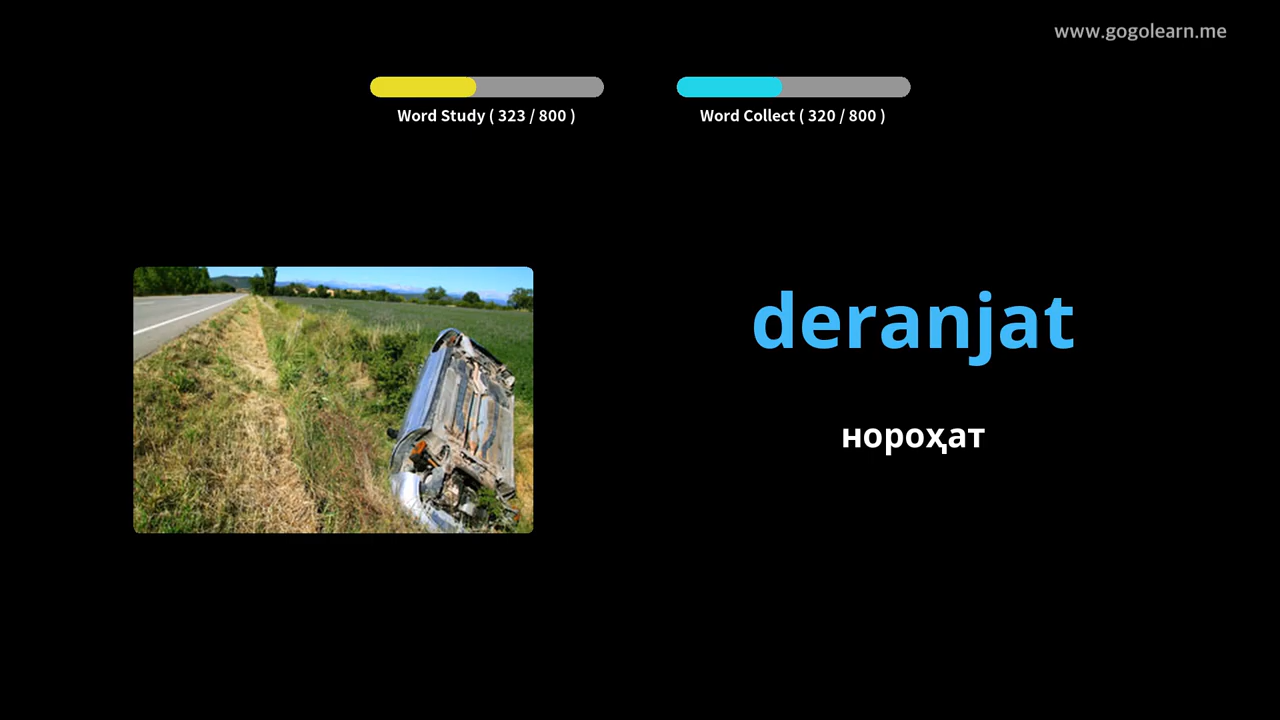 www.gogolearn.me
Word Study ( 323 / 800 )
Word Collect ( 320 / 800 )
deranjat
нороҳат